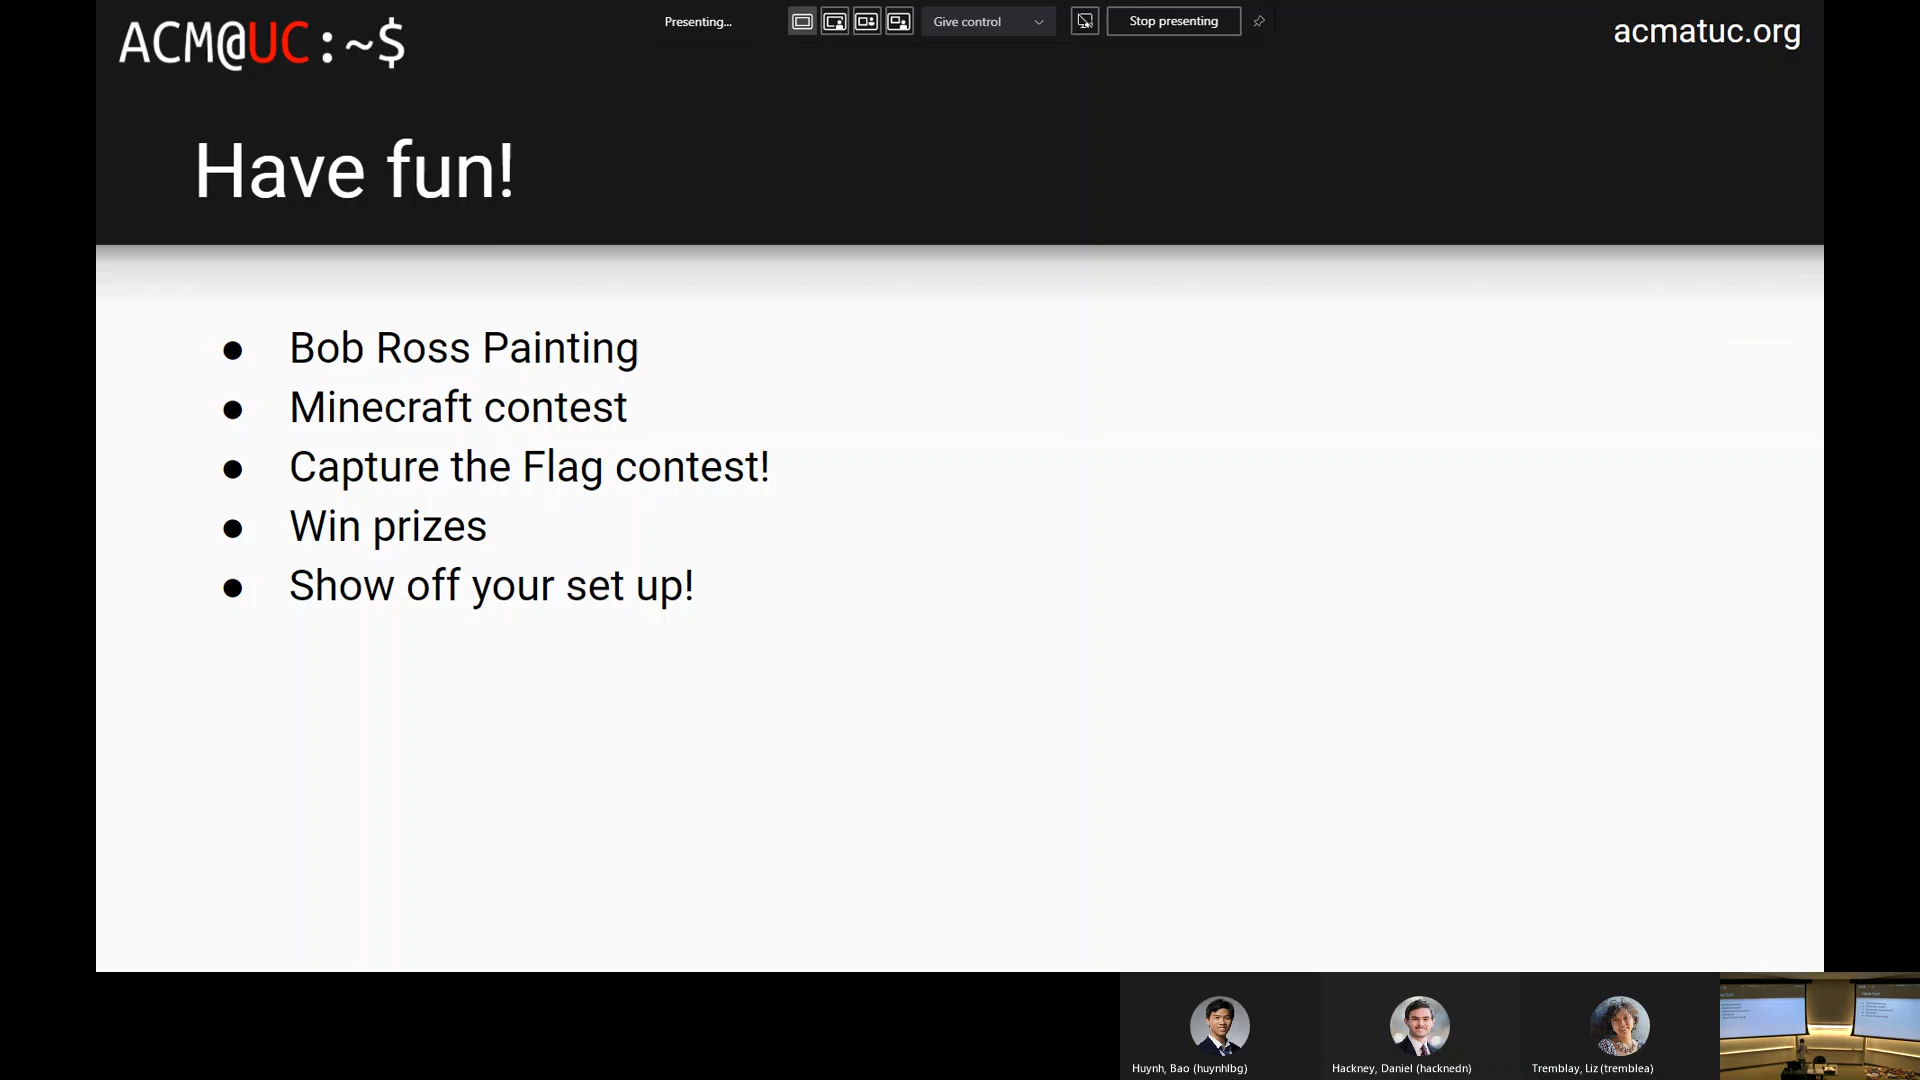 ACM@UC:~$
Presenting...
Give control
Stop presenting
acmatuc.org
Have fun!
● Bob Ross Painting
● Minecraft contest
● Capture the Flag contest!
● Win prizes
● Show off your set up!
Huynh, Bao (huynhlbg)
Hackney, Daniel (hacknedn)
Tremblay, Liz (tremblea)